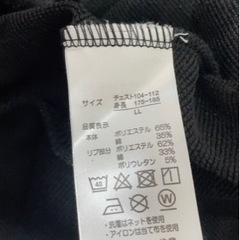 サイズ チェスト104-112
身長 175-185
LL
品質表示
本体 ポリエステル 65%
綿 35%
リブ部分 ポリエステル 62%
綿 33%
ポリウレタン 5%
40
W
・洗濯はネットを使用
・アイロンは当て布使用